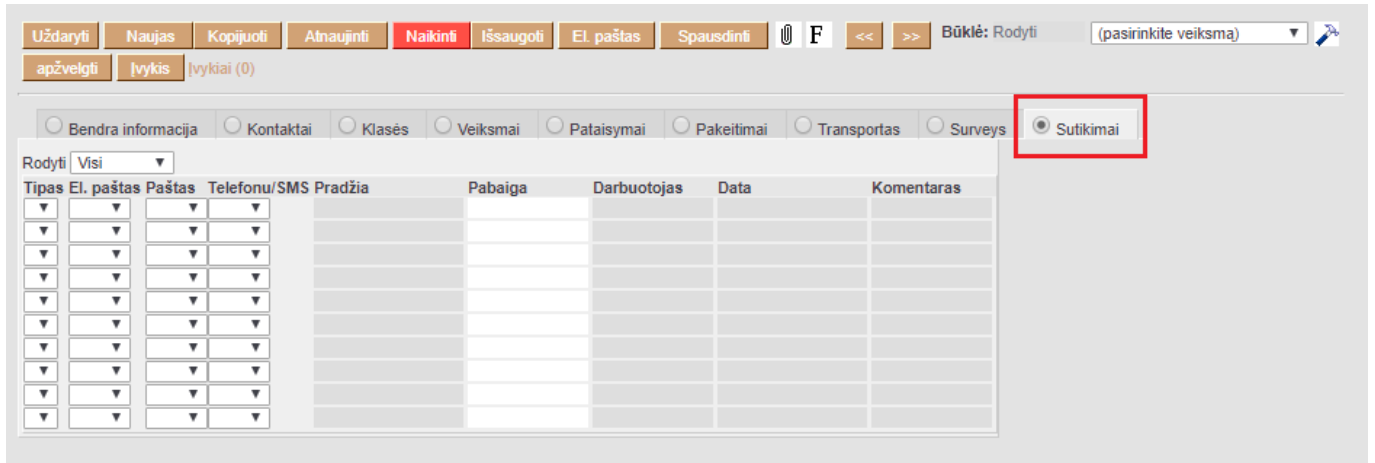 Uždaryti Naujas Kopijuoti Atnaujinti Naikinti Išsaugoti El. paštas Spausdinti F << >> Būklė: Rodyti (pasirinkite veiksmą)
apžvelgti Įvykis Įvykiai (0)
Bendra informacija Kontaktai Klasės Veiksmai Pataisymai Pakeitimai Transportas Surveys Sutikimai
Rodyti Visi
Tipas El. paštas Paštas Telefonu/SMS Pradžia Pabaiga Darbuotojas Data Komentaras